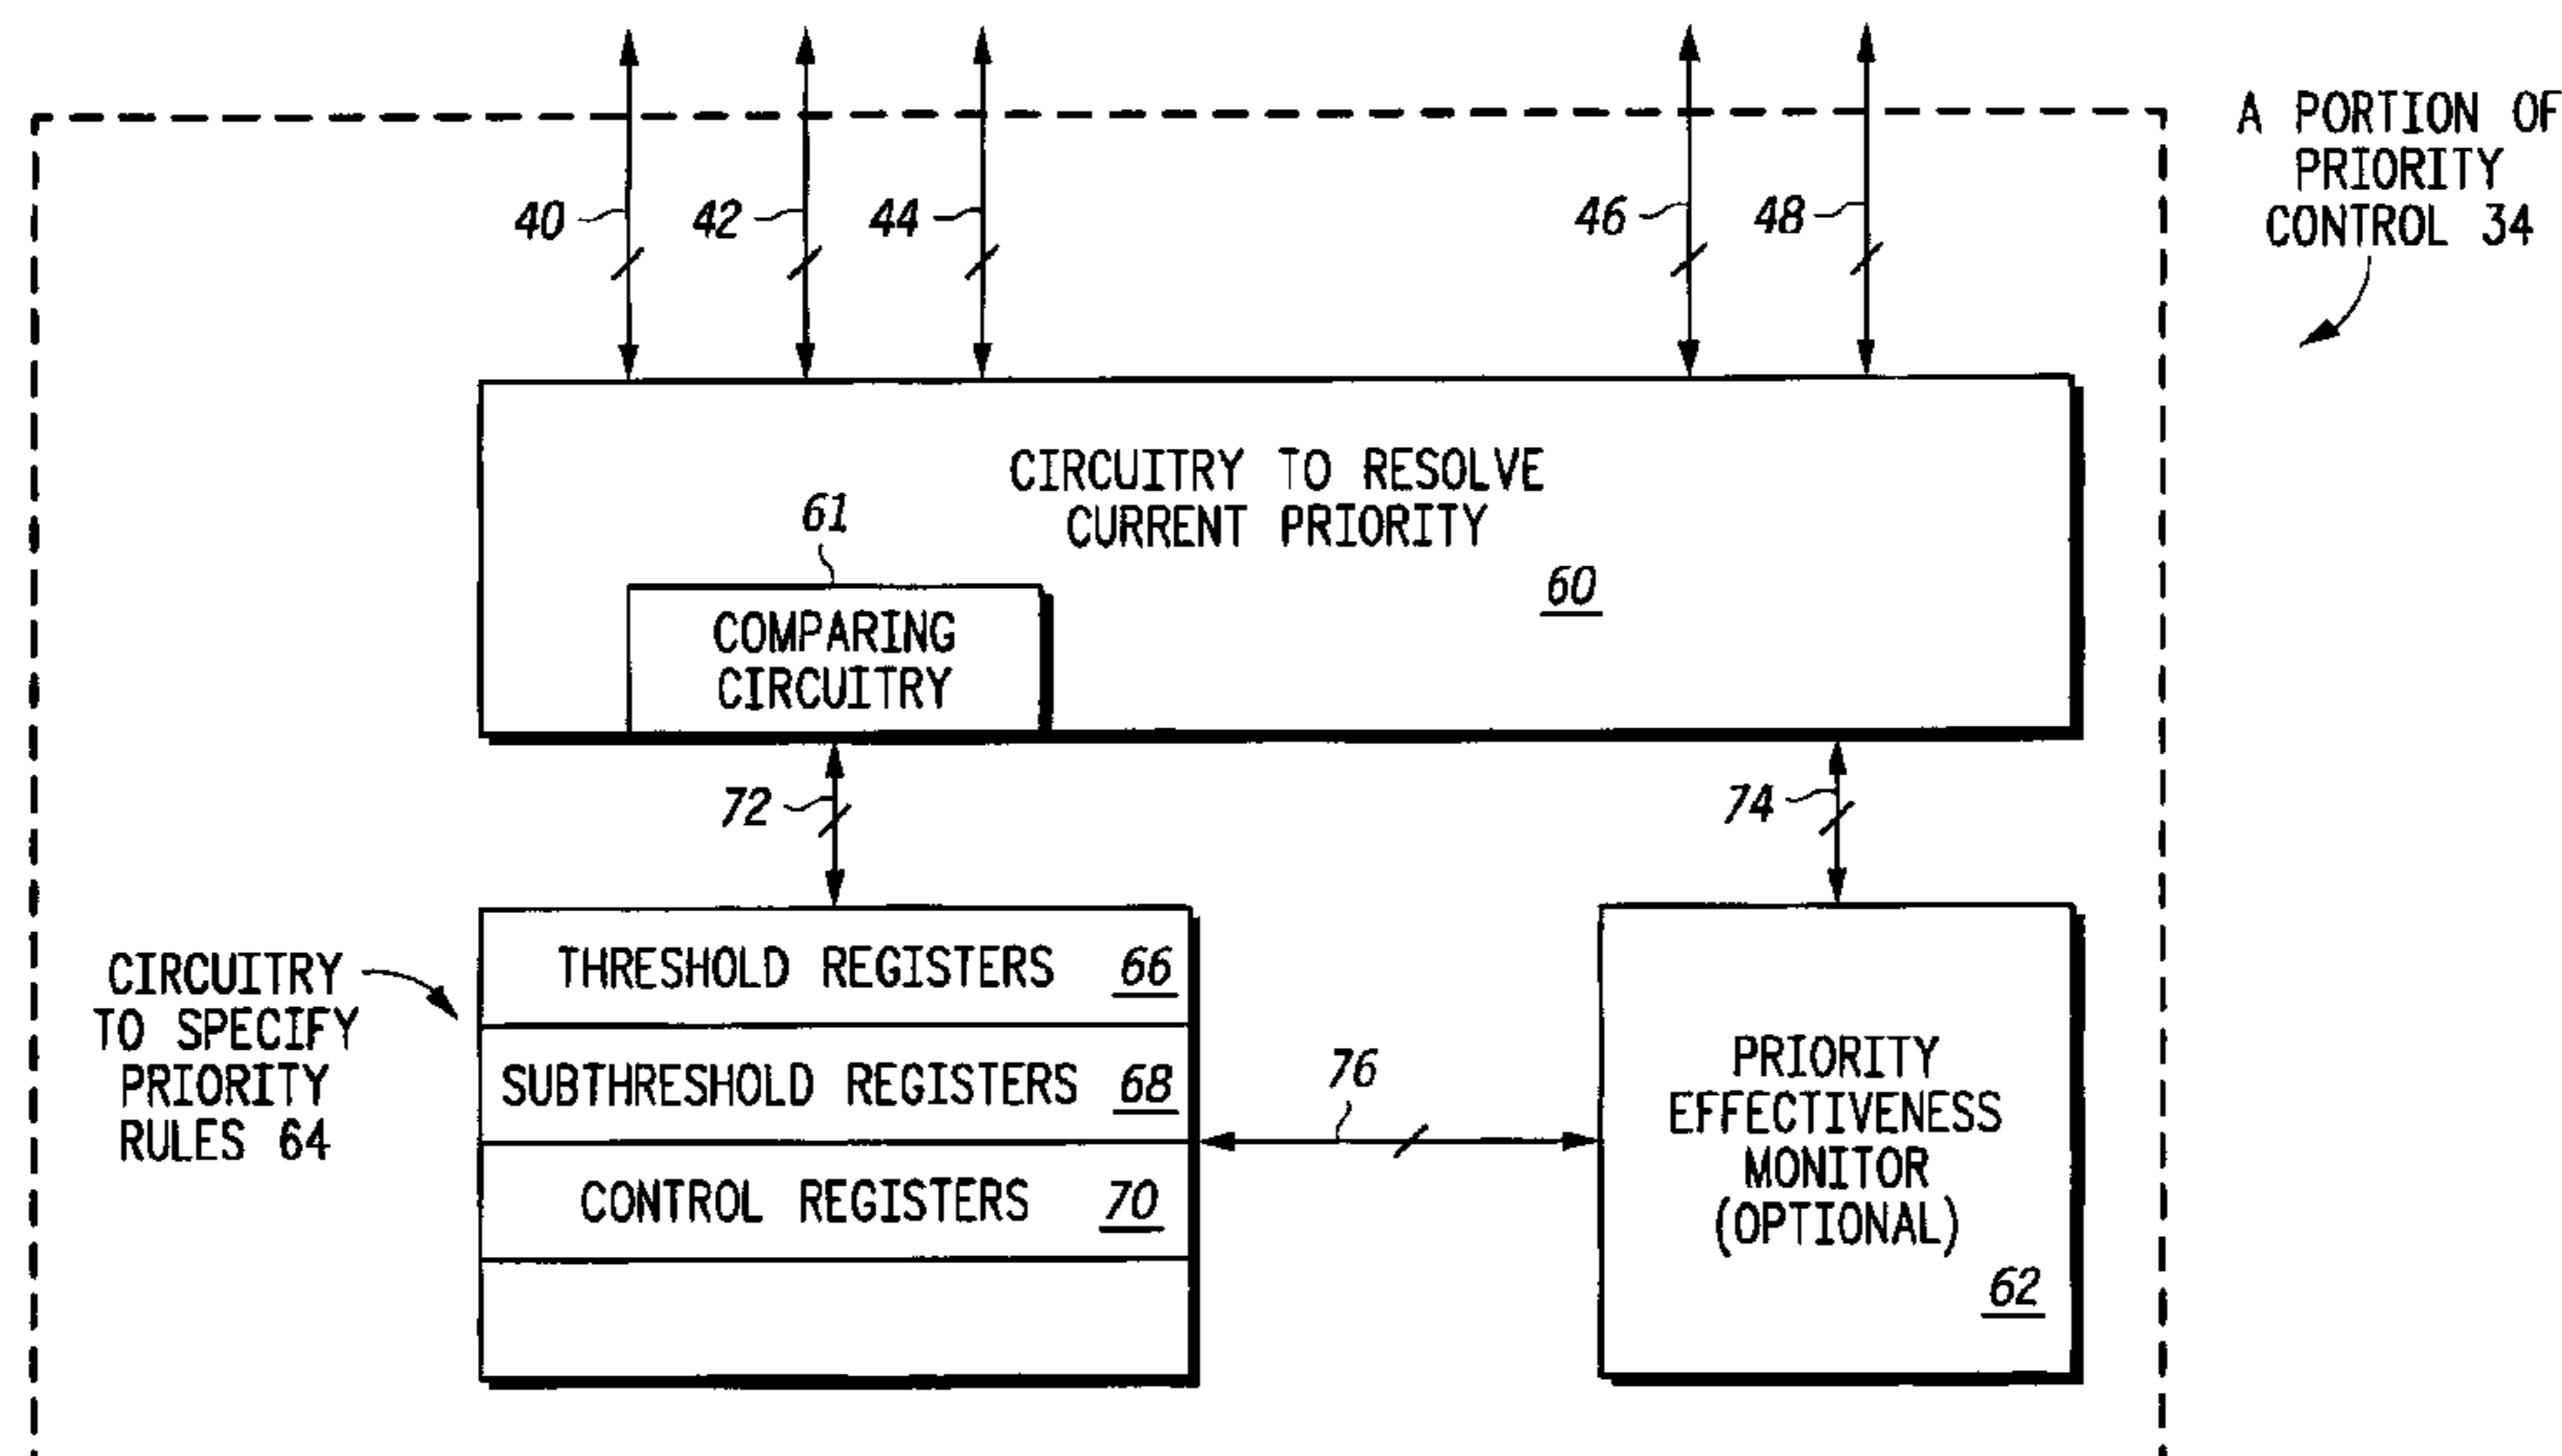 A PORTION OF
PRIORITY
CONTROL 34
40
42
44
46
48
CIRCUITRY TO RESOLVE
CURRENT PRIORITY
60
61
COMPARING
CIRCUITRY
72
74
CIRCUITRY
TO SPECIFY
PRIORITY
RULES 64
THRESHOLD REGISTERS 66
SUBTHRESHOLD REGISTERS 68
CONTROL REGISTERS 70
76
PRIORITY
EFFECTIVENESS
MONITOR
(OPTIONAL)
62